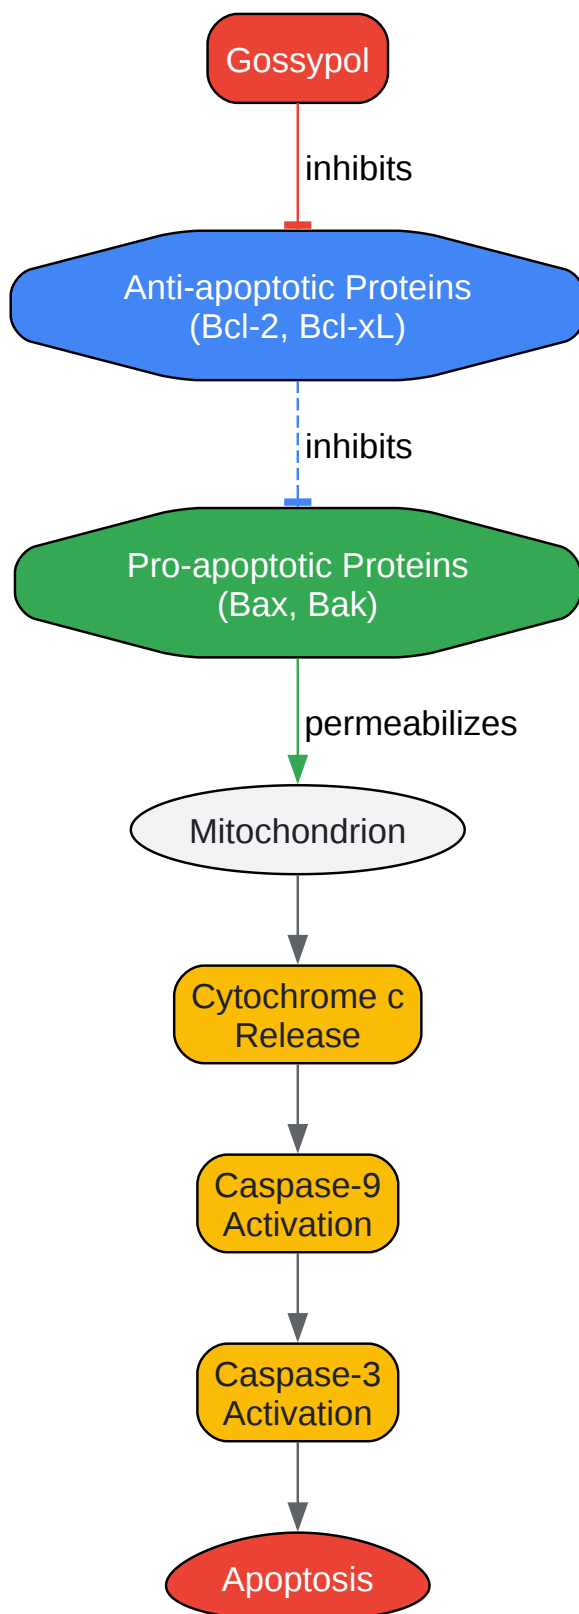 Gossypol
inhibits
Anti-apoptotic Proteins
(Bcl-2, Bcl-xL)
inhibits
Pro-apoptotic Proteins
(Bax, Bak)
permeabilizes
Mitochondrion
Cytochrome c
Release
Caspase-9
Activation
Caspase-3
Activation
Apoptosis